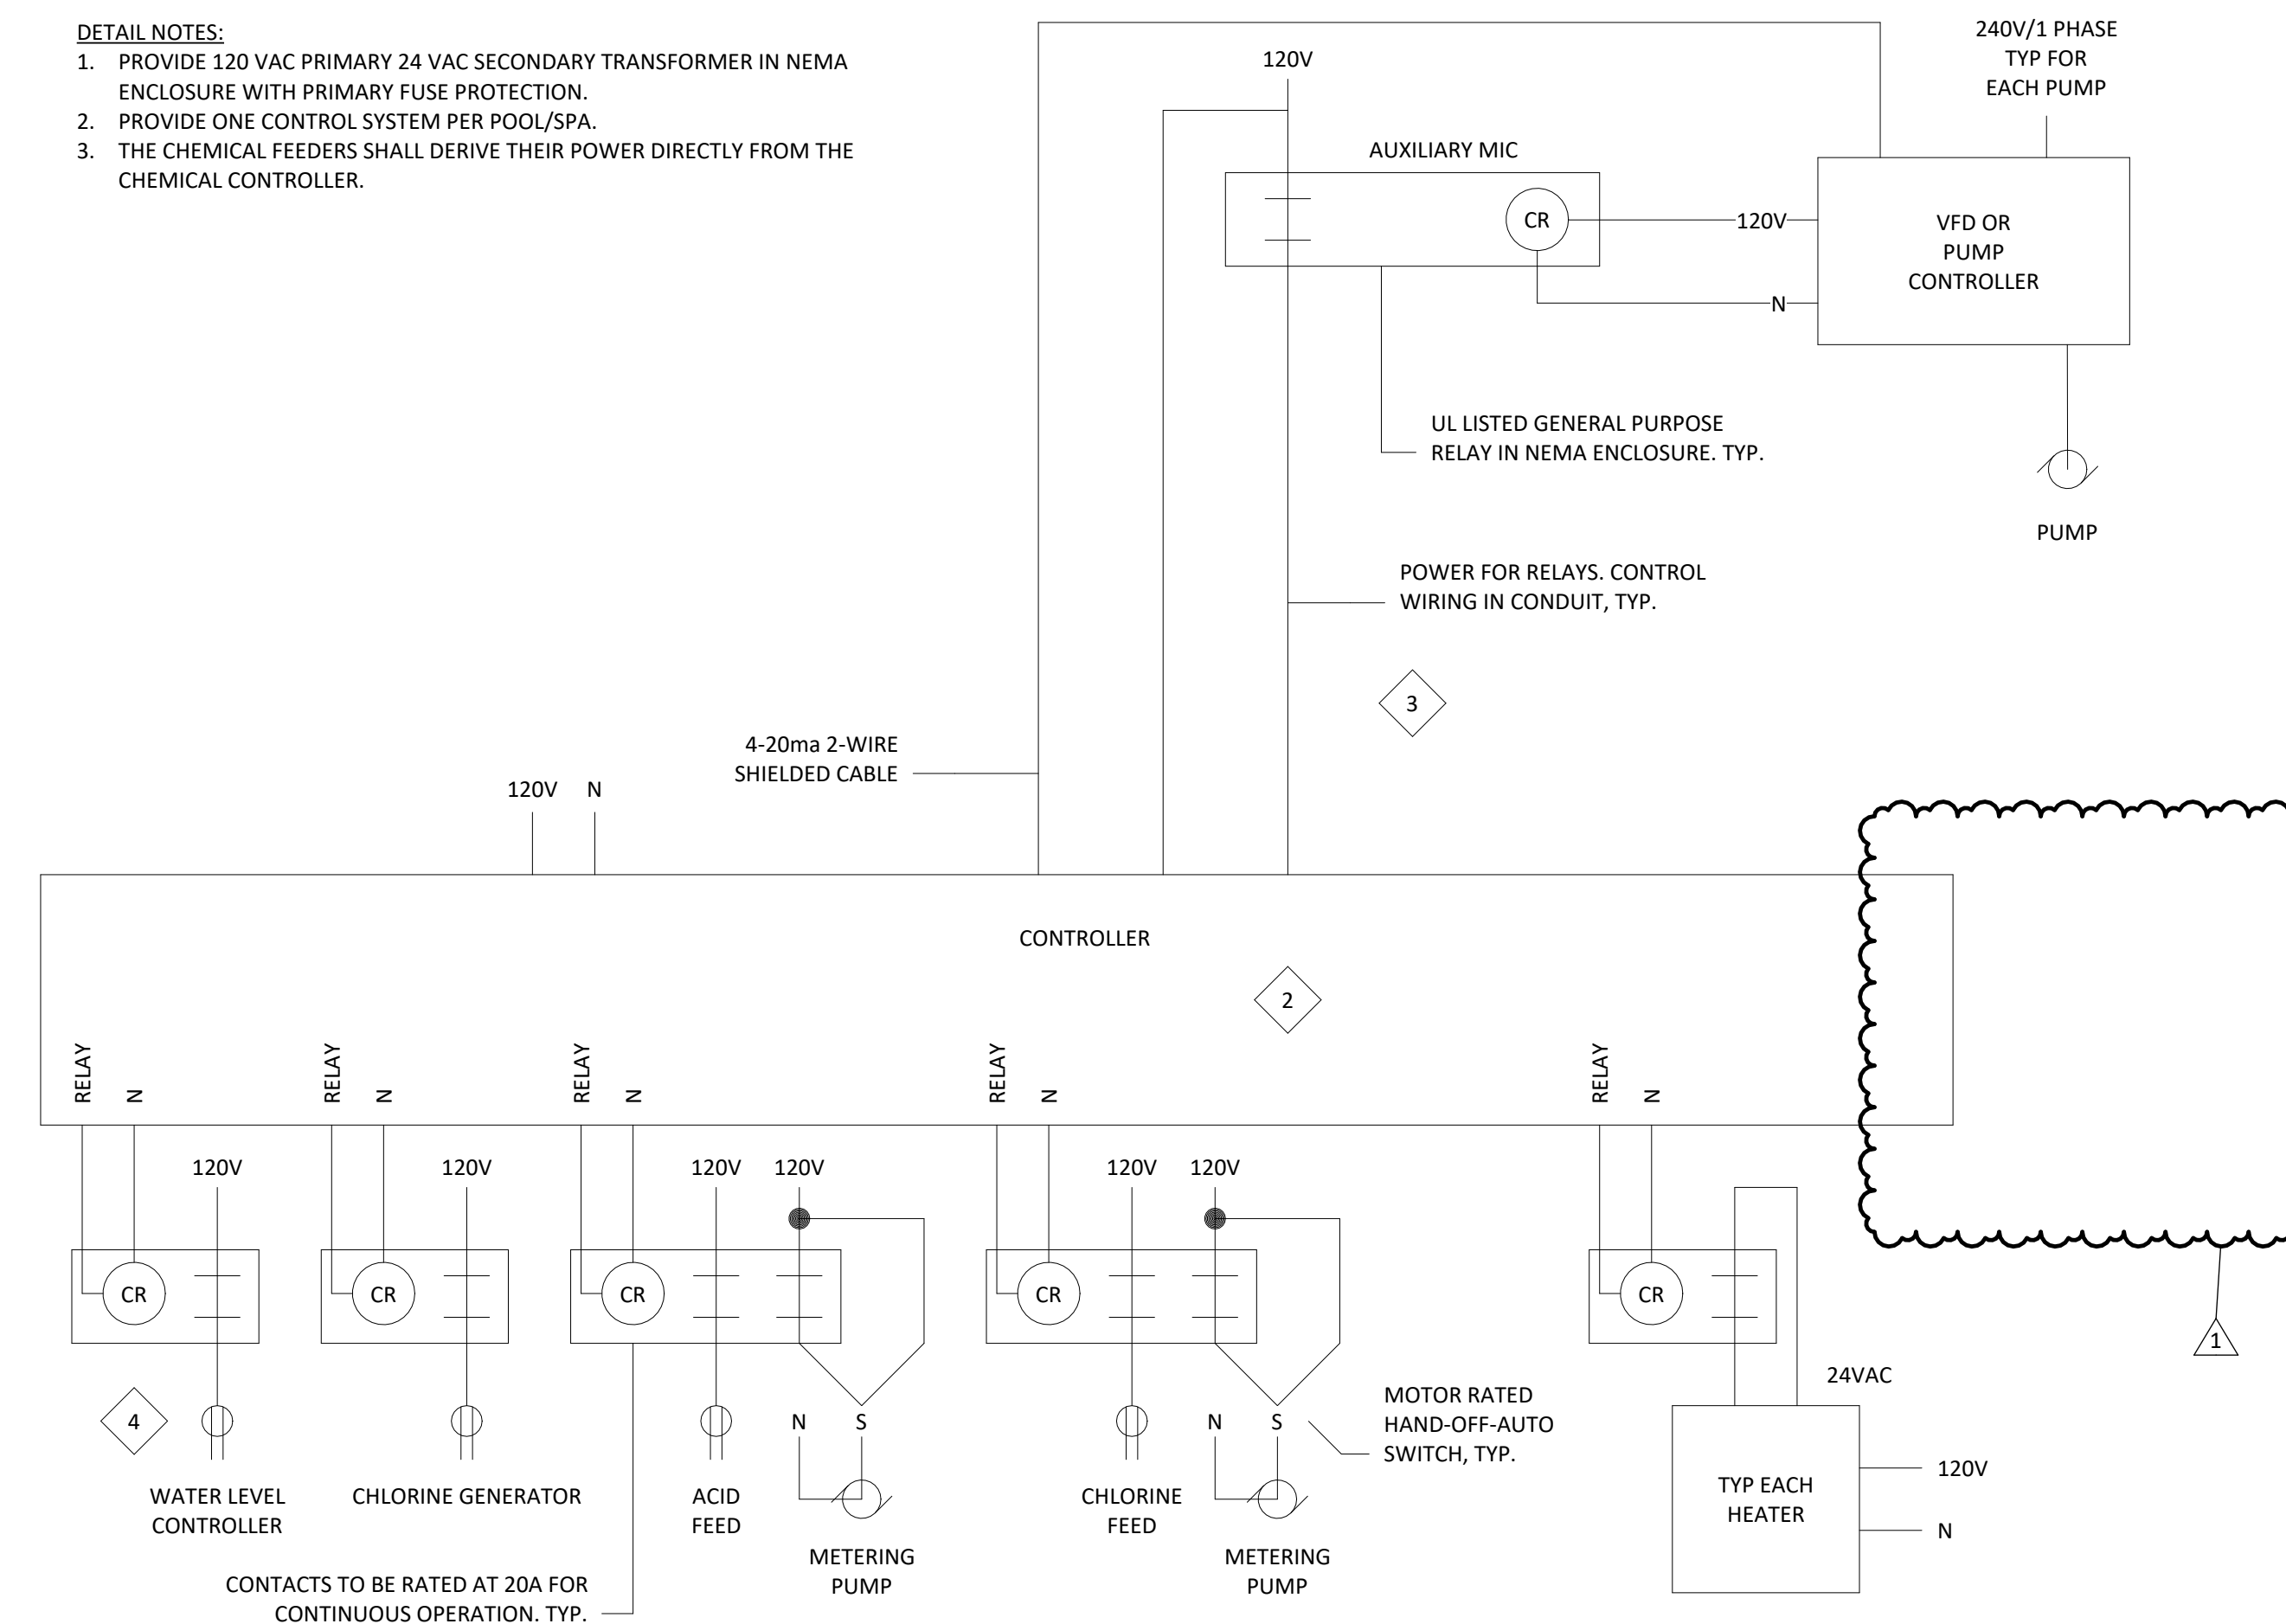 DETAIL NOTES:
1. PROVIDE 120 VAC PRIMARY 24 VAC SECONDARY TRANSFORMER IN NEMA
ENCLOSURE WITH PRIMARY FUSE PROTECTION.
2. PROVIDE ONE CONTROL SYSTEM PER POOL/SPA.
3. THE CHEMICAL FEEDERS SHALL DERIVE THEIR POWER DIRECTLY FROM THE
CHEMICAL CONTROLLER.
120V
240V/1 PHASE
TYP FOR
EACH PUMP
AUXILIARY MIC
CR
120V
N
VFD OR
PUMP
CONTROLLER
UL LISTED GENERAL PURPOSE
RELAY IN NEMA ENCLOSURE. TYP.
PUMP
POWER FOR RELAYS. CONTROL
WIRING IN CONDUIT, TYP.
3
4-20ma 2-WIRE
SHIELDED CABLE
120V N
CONTROLLER
2
RELAY
N
RELAY
N
RELAY
N
RELAY
N
RELAY
N
120V
120V
120V 120V
120V 120V
CR
CR
CR
CR
CR
1
24VAC
4
N S
N S
MOTOR RATED
HAND-OFF-AUTO
SWITCH, TYP.
WATER LEVEL
CONTROLLER
CHLORINE GENERATOR
ACID
FEED
METERING
PUMP
CHLORINE
FEED
METERING
PUMP
TYP EACH
HEATER
120V
N
CONTACTS TO BE RATED AT 20A FOR
CONTINUOUS OPERATION. TYP.